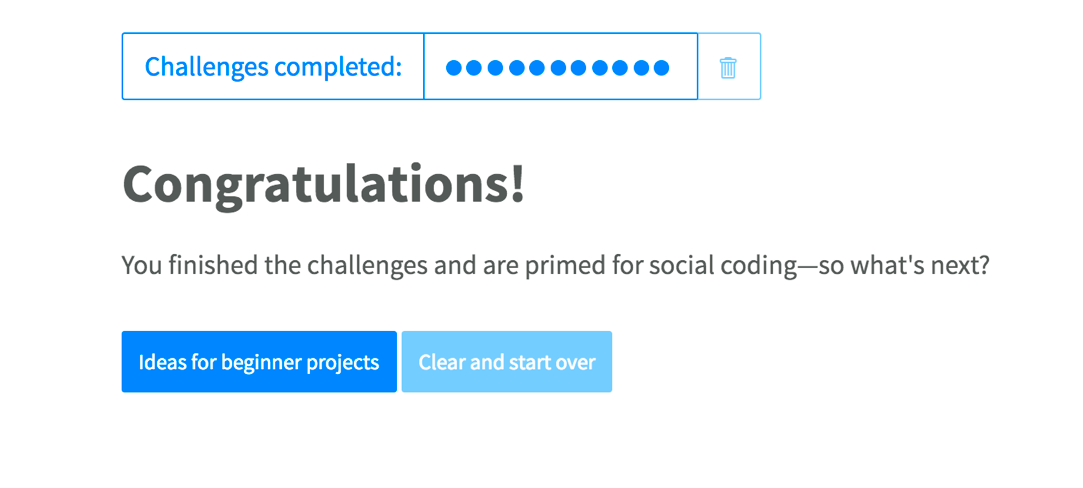 Challenges completed:
Congratulations!
You finished the challenges and are primed for social coding—so what's next?
Ideas for beginner projects
Clear and start over